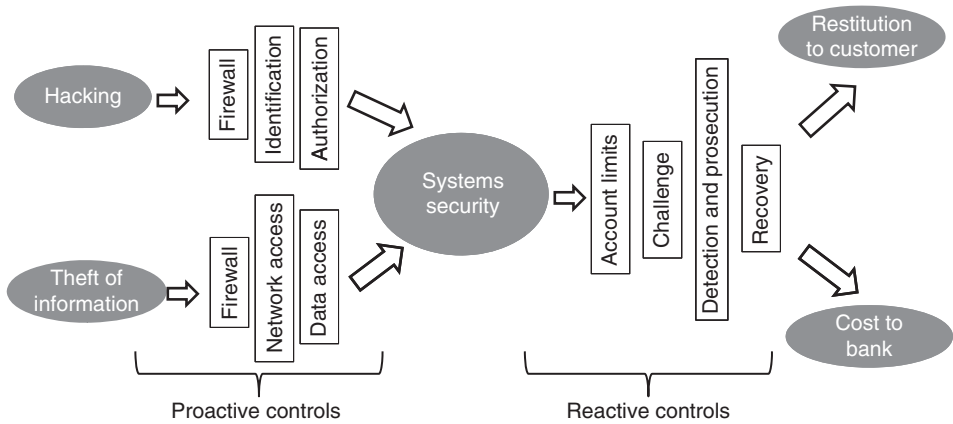 Hacking
Firewall
Identification
Authorization
Theft of
information
Firewall
Network access
Data access
Proactive controls
Systems
security
Account limits
Challenge
Detection and prosecution
Recovery
Reactive controls
Restitution
to customer
Cost to
bank